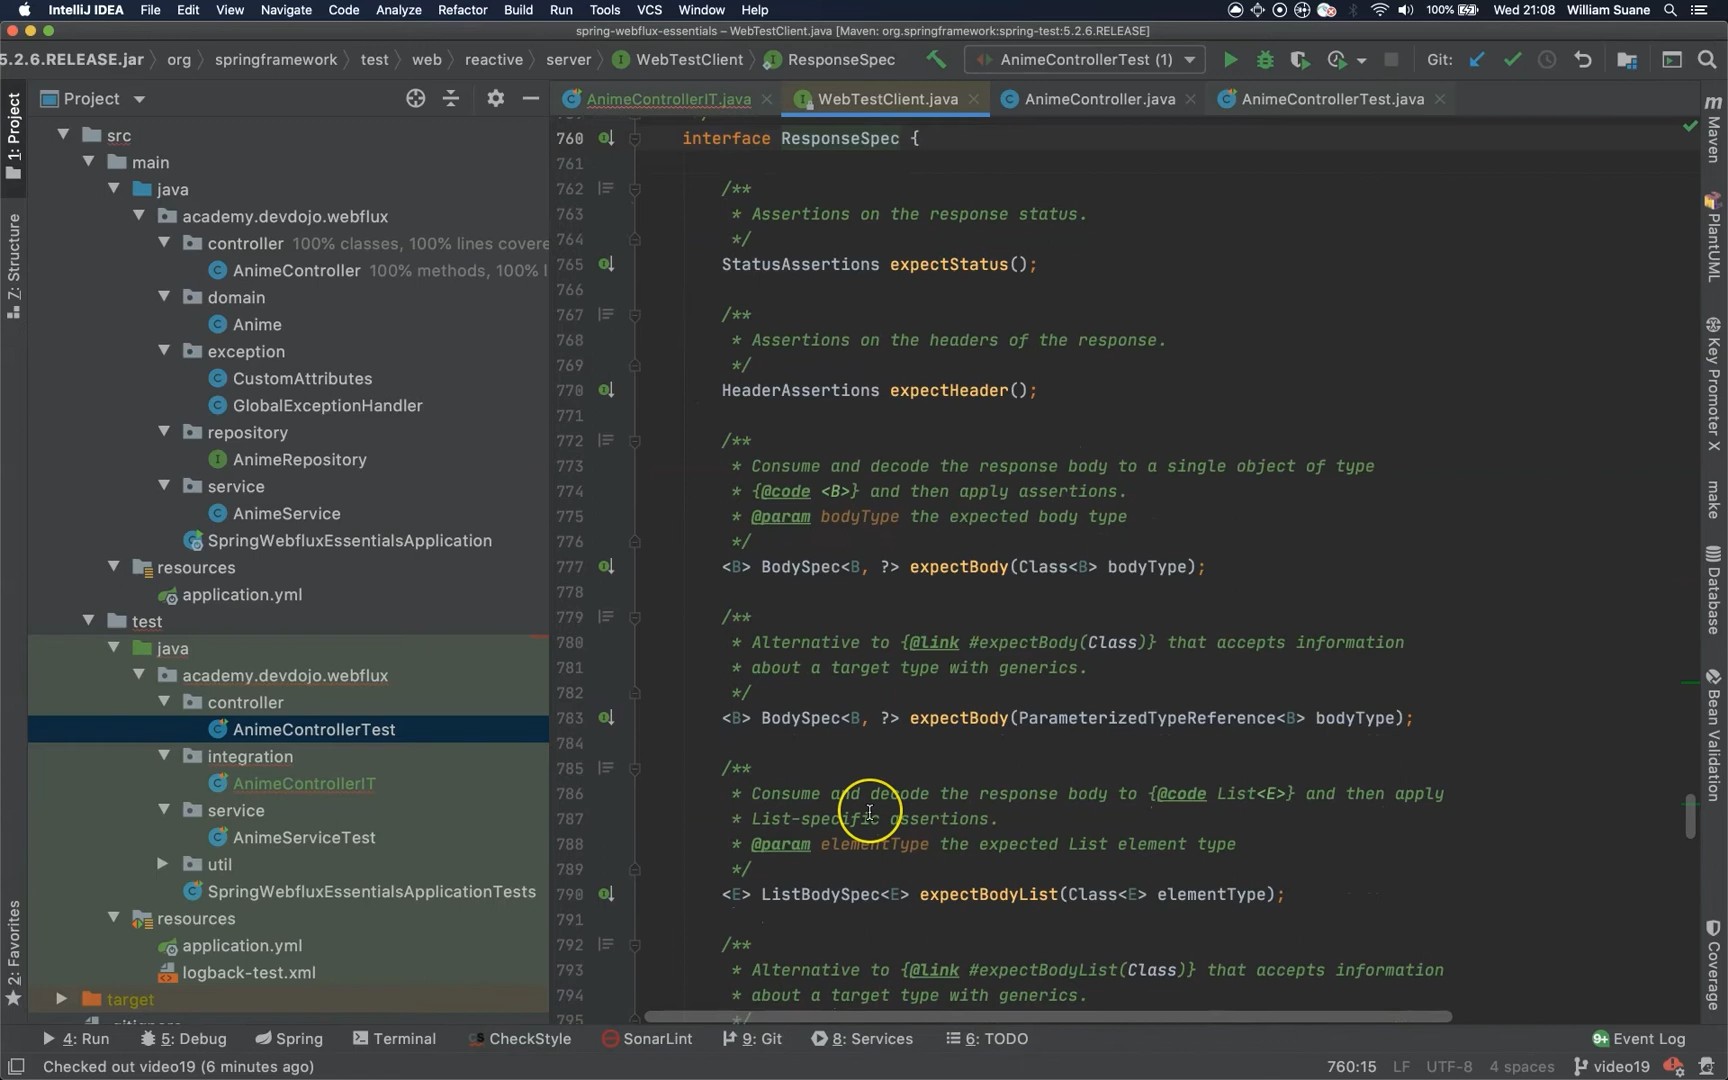 IntelliJ IDEA File Edit View Navigate Code Analyze Refactor Build Run Tools VCS Window Help 100% Wed 21:08 William Suane
spring-webflux-essentials – WebTestClient.java [Maven: org.springframework:spring-test:5.2.6.RELEASE]
5.2.6.RELEASE.jar org springframework test web reactive server WebTestClient ResponseSpec AnimeControllerTest (1) Git:
Project AnimeControllerIT.java WebTestClient.java AnimeController.java AnimeControllerTest.java
1: Project
Z: Structure
2: Favorites
src
main
java
academy.devdojo.webflux
controller 100% classes, 100% lines covere
AnimeController 100% methods, 100% l
domain
Anime
exception
CustomAttributes
GlobalExceptionHandler
repository
AnimeRepository
service
AnimeService
SpringWebfluxEssentialsApplication
resources
application.yml
test
java
academy.devdojo.webflux
controller
AnimeControllerTest
integration
AnimeControllerIT
service
AnimeServiceTest
util
SpringWebfluxEssentialsApplicationTests
resources
application.yml
logback-test.xml
target
760 interface ResponseSpec {
761
762 /**
763 * Assertions on the response status.
764 */
765 StatusAssertions expectStatus();
766
767 /**
768 * Assertions on the headers of the response.
769 */
770 HeaderAssertions expectHeader();
771
772 /**
773 * Consume and decode the response body to a single object of type
774 * {@code <B>} and then apply assertions.
775 * @param bodyType the expected body type
776 */
777 <B> BodySpec<B, ?> expectBody(Class<B> bodyType);
778
779 /**
780 * Alternative to {@link #expectBody(Class)} that accepts information
781 * about a target type with generics.
782 */
783 <B> BodySpec<B, ?> expectBody(ParameterizedTypeReference<B> bodyType);
784
785 /**
786 * Consume and decode the response body to {@code List<E>} and then apply
787 * List-specific assertions.
788 * @param elementType the expected List element type
789 */
790 <E> ListBodySpec<E> expectBodyList(Class<E> elementType);
791
792 /**
793 * Alternative to {@link #expectBodyList(Class)} that accepts information
794 * about a target type with generics.
795 */
m Maven
PlantUML
Key Promoter X
make
Database
Bean Validation
Coverage
4: Run 5: Debug Spring Terminal CS CheckStyle SonarLint 9: Git 8: Services 6: TODO 9+ Event Log
Checked out video19 (6 minutes ago) 760:15 LF UTF-8 4 spaces video19